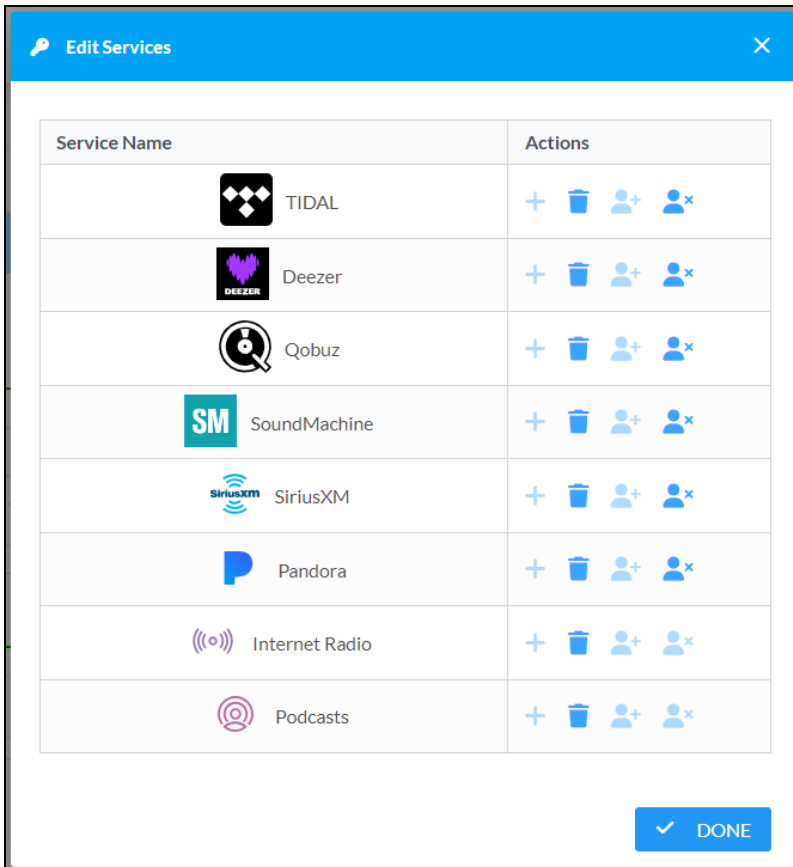 Edit Services
Service Name Actions
TIDAL
DEEZER Deezer
Qobuz
SM SoundMachine
SiriusXM SiriusXM
Pandora
Internet Radio
Podcasts
DONE